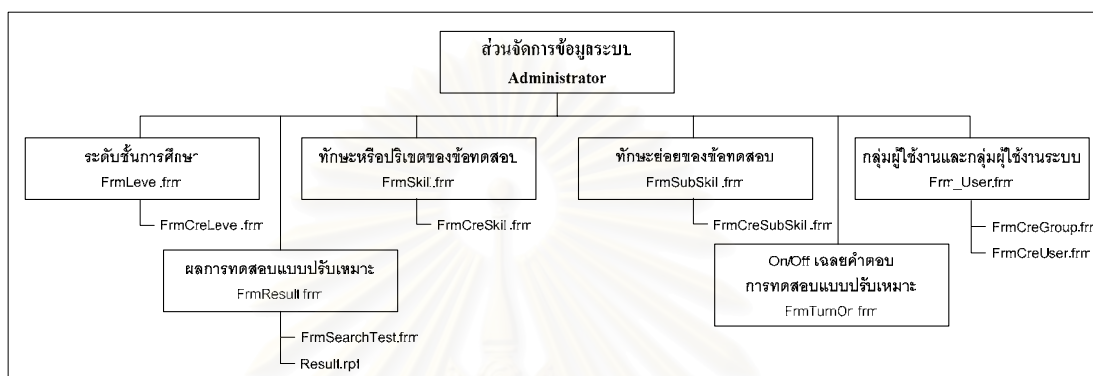 ส่วนจัดการข้อมูลระบบ
Administrator
ระดับชั้นการศึกษา
FrmLevel.frm
FrmCreLevel.frm
ผลการทดสอบแบบปรับเหมาะ
FrmResult.frm
FrmSearchTest.frm
Result.rpt
ทักษะหรือปริเขตของข้อทดสอบ
FrmSkill.frm
FrmCreSkill.frm
ทักษะย่อยของข้อทดสอบ
FrmSubSkill.frm
FrmCreSubSkill.frm
On/Off เฉลยคำตอบ
การทดสอบแบบปรับเหมาะ
FrmTurnOn.frm
กลุ่มผู้ใช้งานและกลุ่มผู้ใช้งานระบบ
Frm_User.frm
FrmCreGroup.frm
FrmCreUser.frm